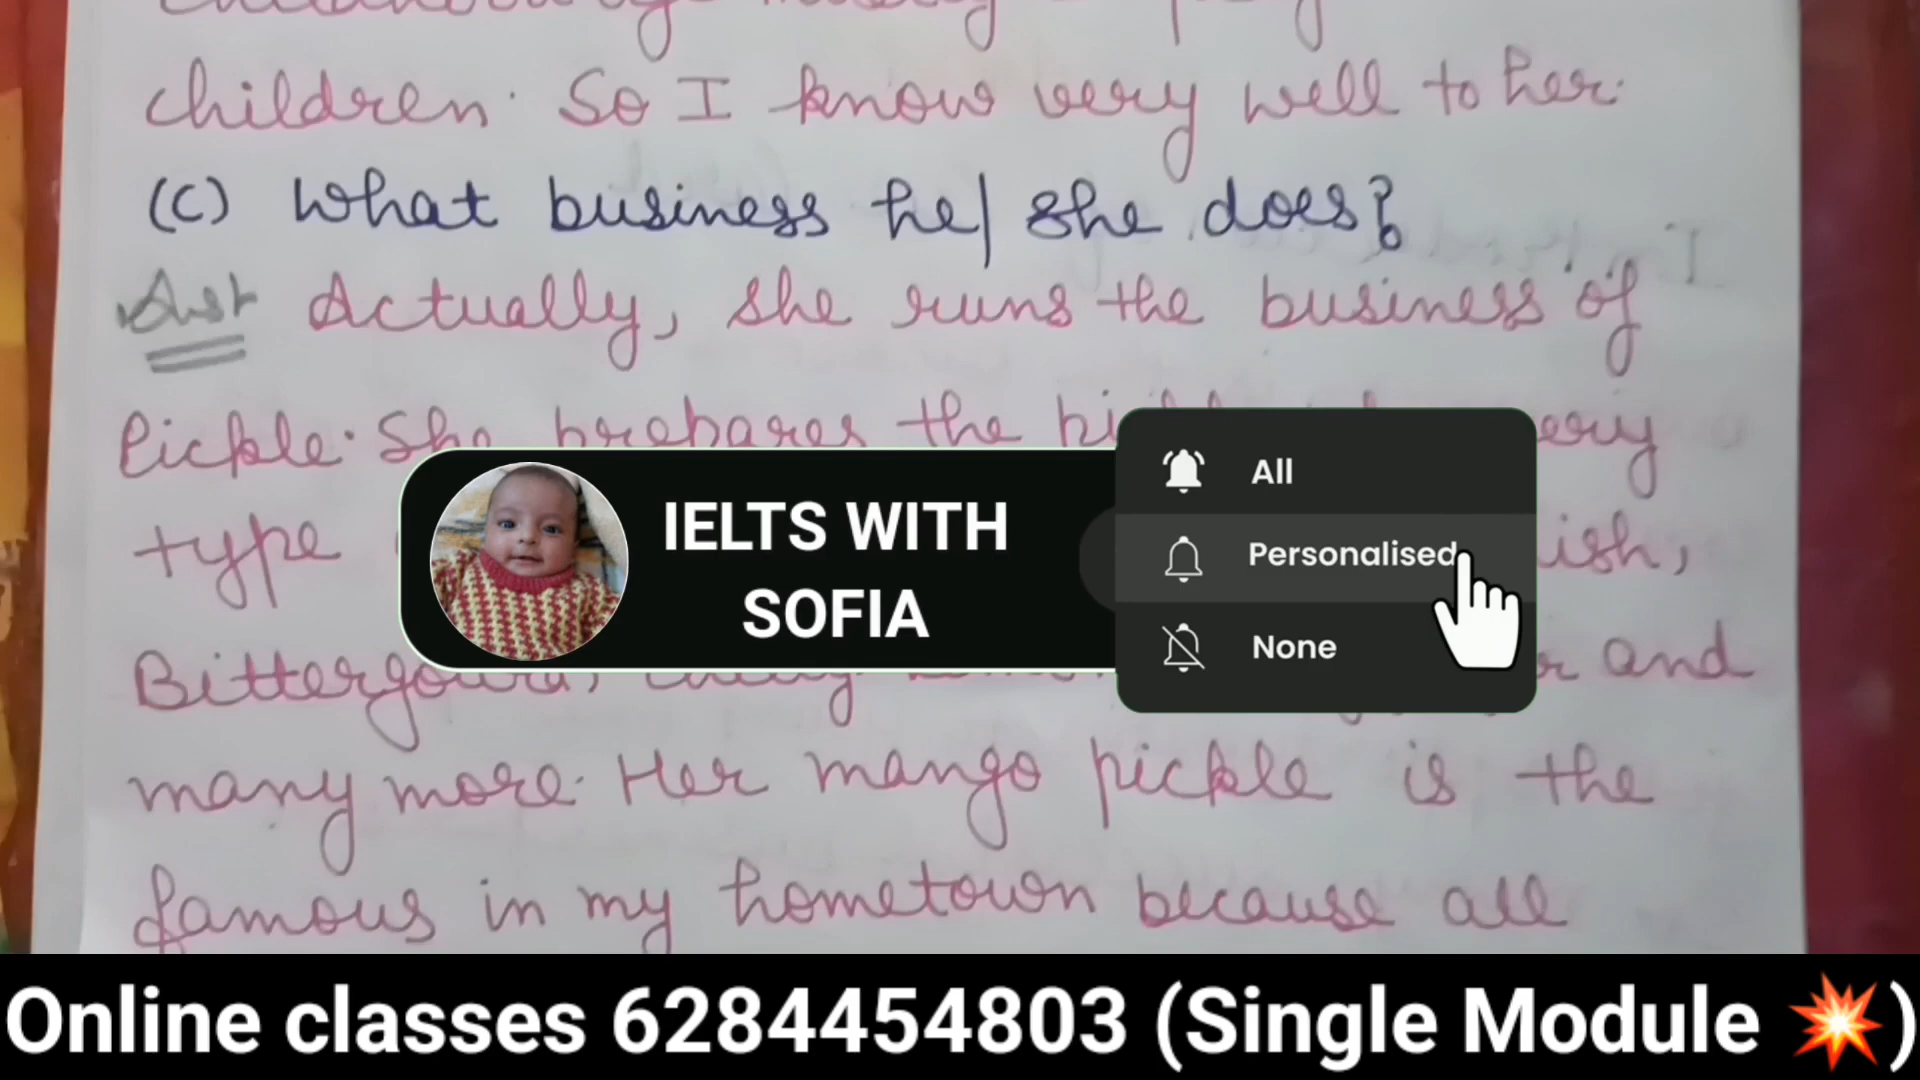 children. So I know very well to her.
(C) What business he/she does?
Ans Actually, she runs the business of
Pickle. She prepares the very
type ish,
Bittergourd, and
many more. Her mango pickle is the
famous in my hometown because all
IELTS WITH
SOFIA
All
Personalised
None
Online classes 6284454803 (Single Module 💥)